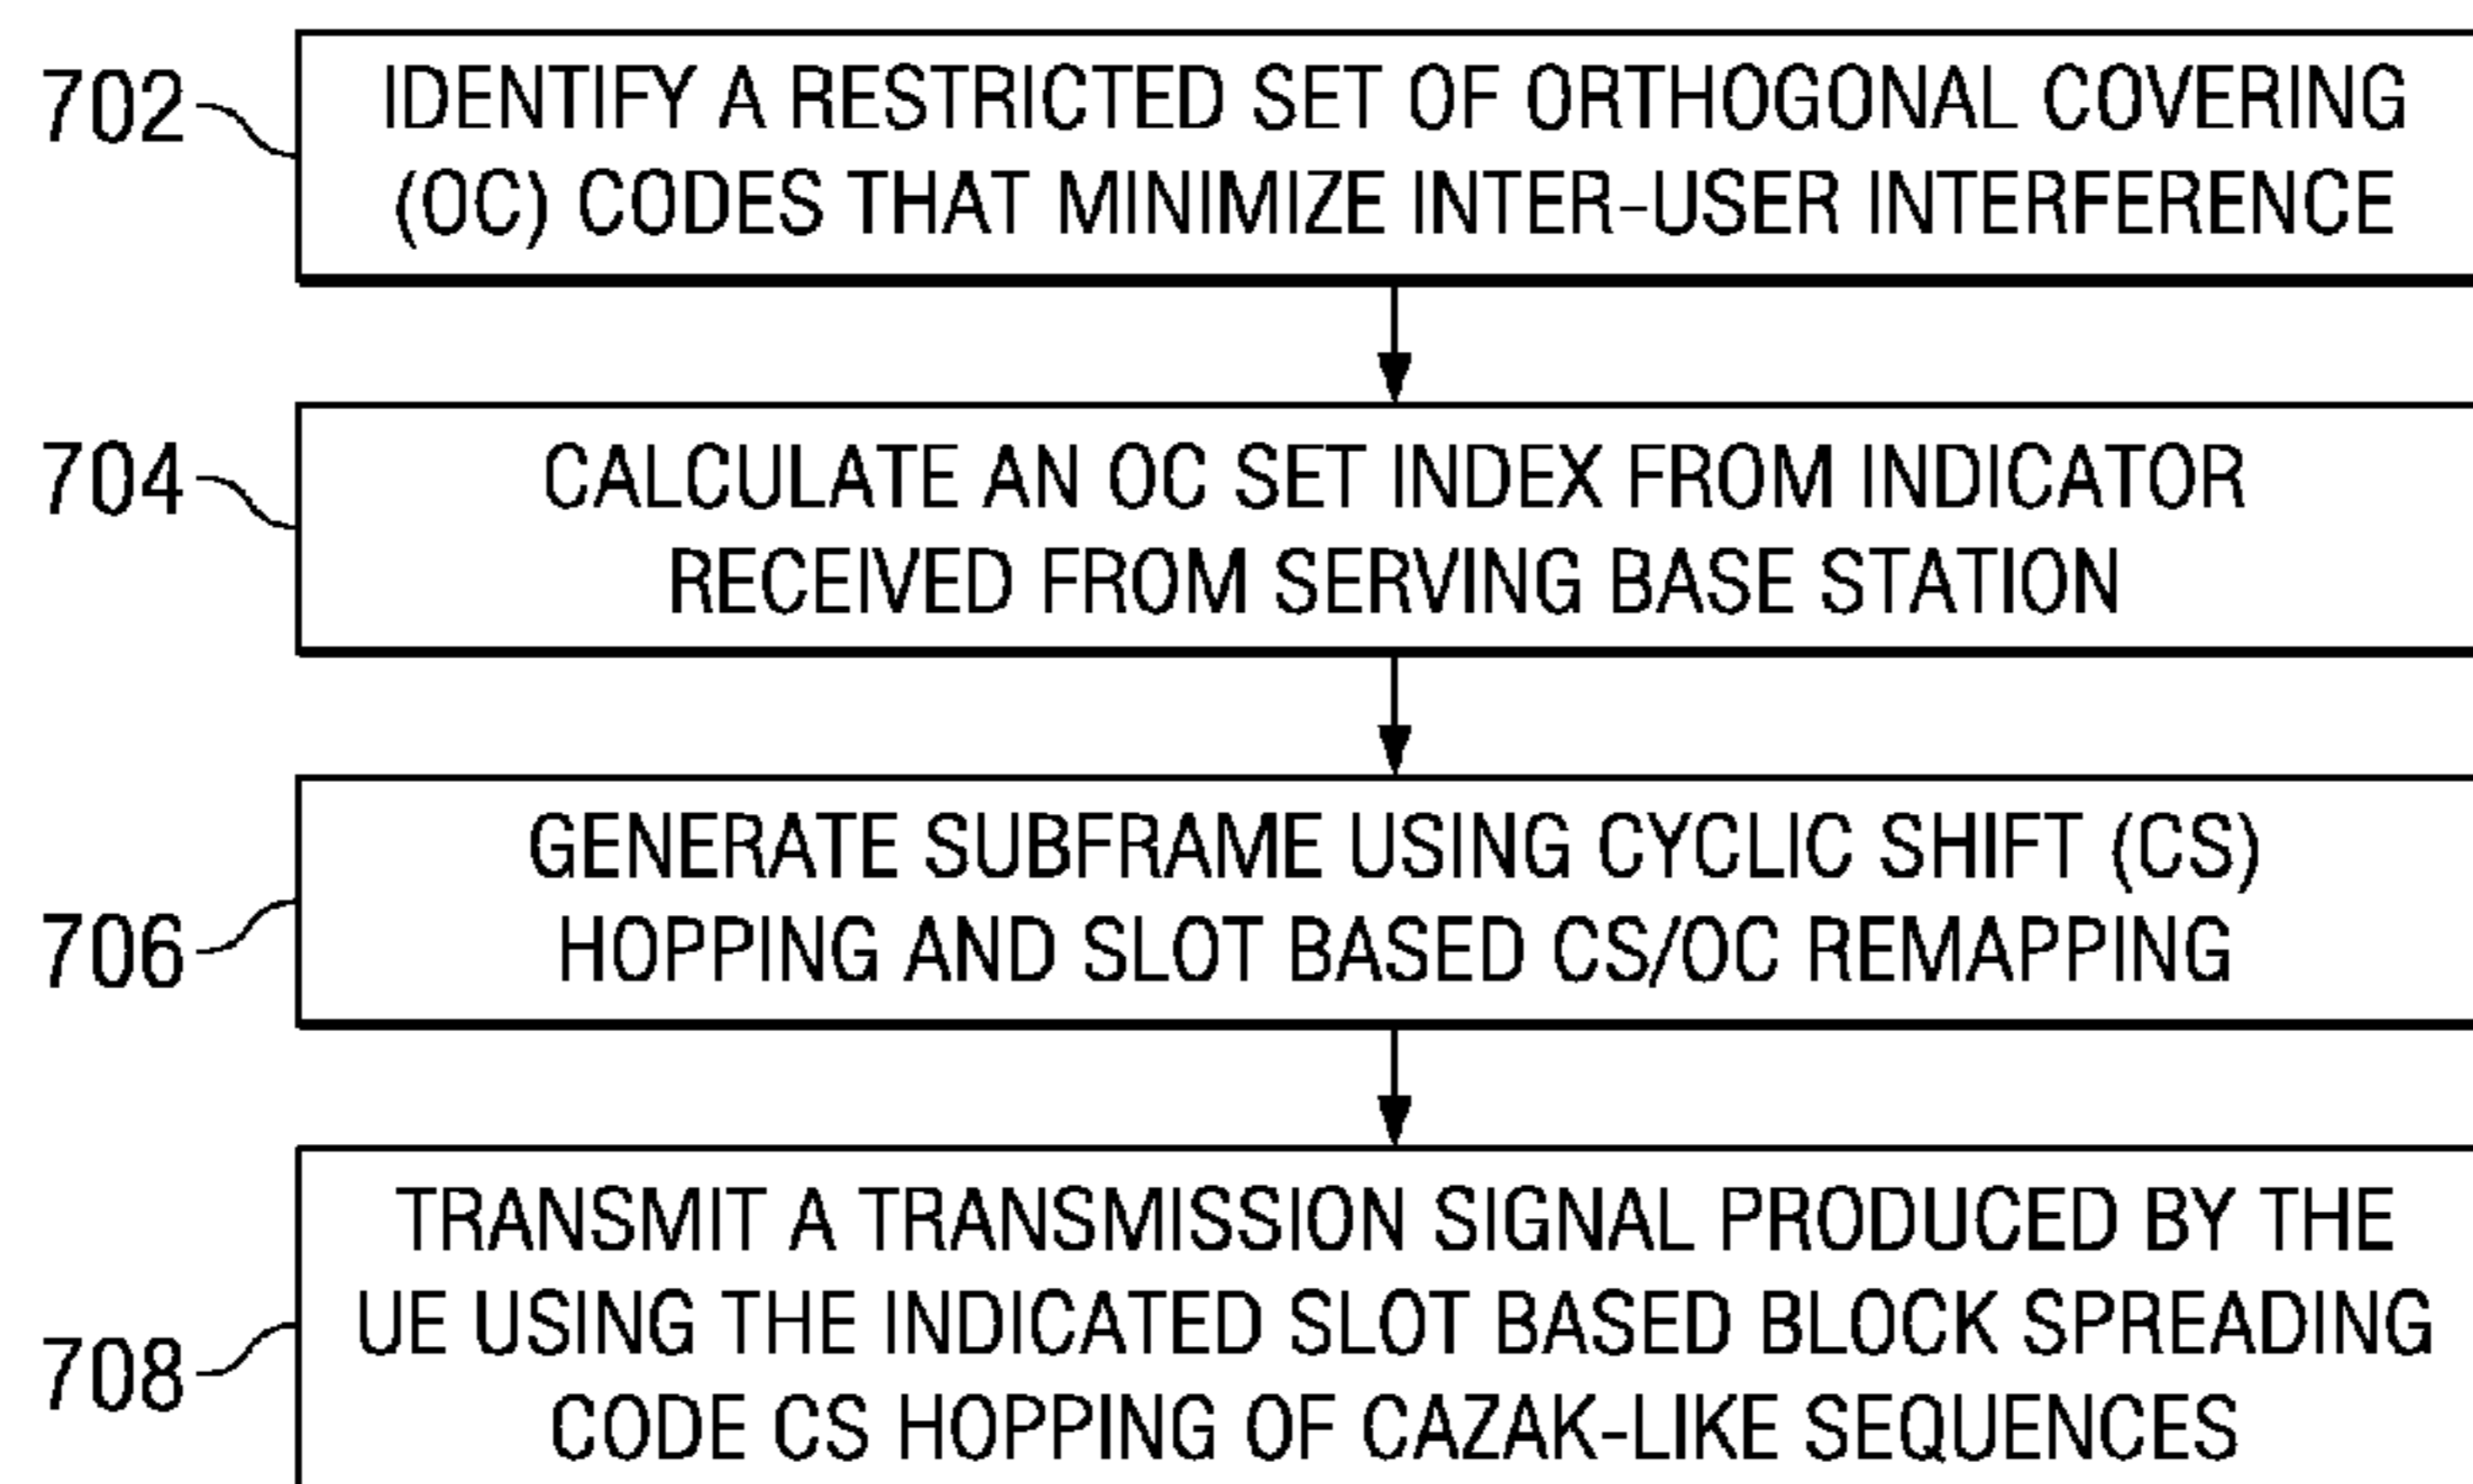 702
IDENTIFY A RESTRICTED SET OF ORTHOGONAL COVERING
(OC) CODES THAT MINIMIZE INTER-USER INTERFERENCE
704
CALCULATE AN OC SET INDEX FROM INDICATOR
RECEIVED FROM SERVING BASE STATION
706
GENERATE SUBFRAME USING CYCLIC SHIFT (CS)
HOPPING AND SLOT BASED CS/OC REMAPPING
708
TRANSMIT A TRANSMISSION SIGNAL PRODUCED BY THE
UE USING THE INDICATED SLOT BASED BLOCK SPREADING
CODE CS HOPPING OF CAZAK-LIKE SEQUENCES